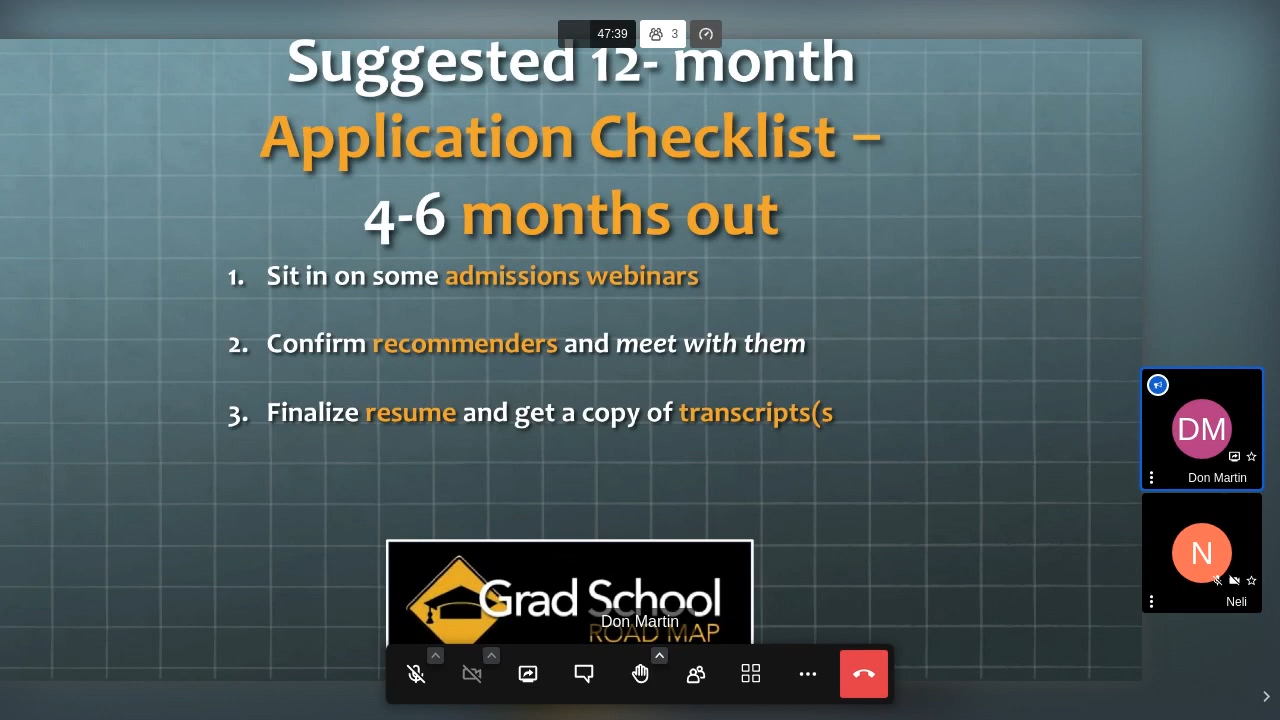 47:39
3
Suggested 12- month
Application Checklist –
4-6 months out
1. Sit in on some admissions webinars
2. Confirm recommenders and meet with them
3. Finalize resume and get a copy of transcripts(s
DM
Don Martin
N
Neli
Grad School
ROAD MAP
Don Martin